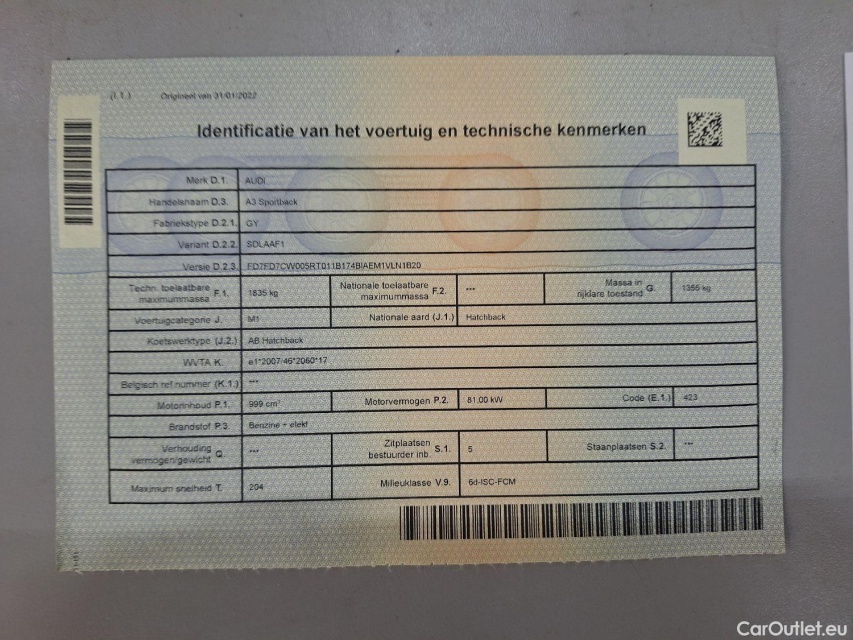 (I.1.) Origineel van 31/01/2022
Identificatie van het voertuig en technische kenmerken
Merk D.1. AUDI
Handelsnaam D.3. A3 Sportback
Fabriekstype D.2.1. GY
Variant D.2.2. SDLAAF1
Versie D.2.3. FD7FD7CW005RT011B174BIAEM1VLN1B20
Techn. toelaatbare maximummassa F.1. 1835 kg Nationale toelaatbare maximummassa F.2. *** Massa in rijklare toestand G. 1355 kg
Voertuigcategorie J. M1 Nationale aard (J.1.) Hatchback
Koetswerktype (J.2.) AB Hatchback
WVTA K. e1*2007/46*2060*17
Belgisch ref nummer (K.1.) ***
Motorinhoud P.1. 999 cm³ Motorvermogen P.2. 81.00 kW Code (E.1.) 423
Brandstof P.3. Benzine + elekt
Verhouding vermogen/gewicht Q. *** Zitplaatsen bestuurder inb. S.1. 5 Staanplaatsen S.2. ***
Maximum snelheid T. 204 Milieuklasse V.9. 6d-ISC-FCM
CarOutlet.eu